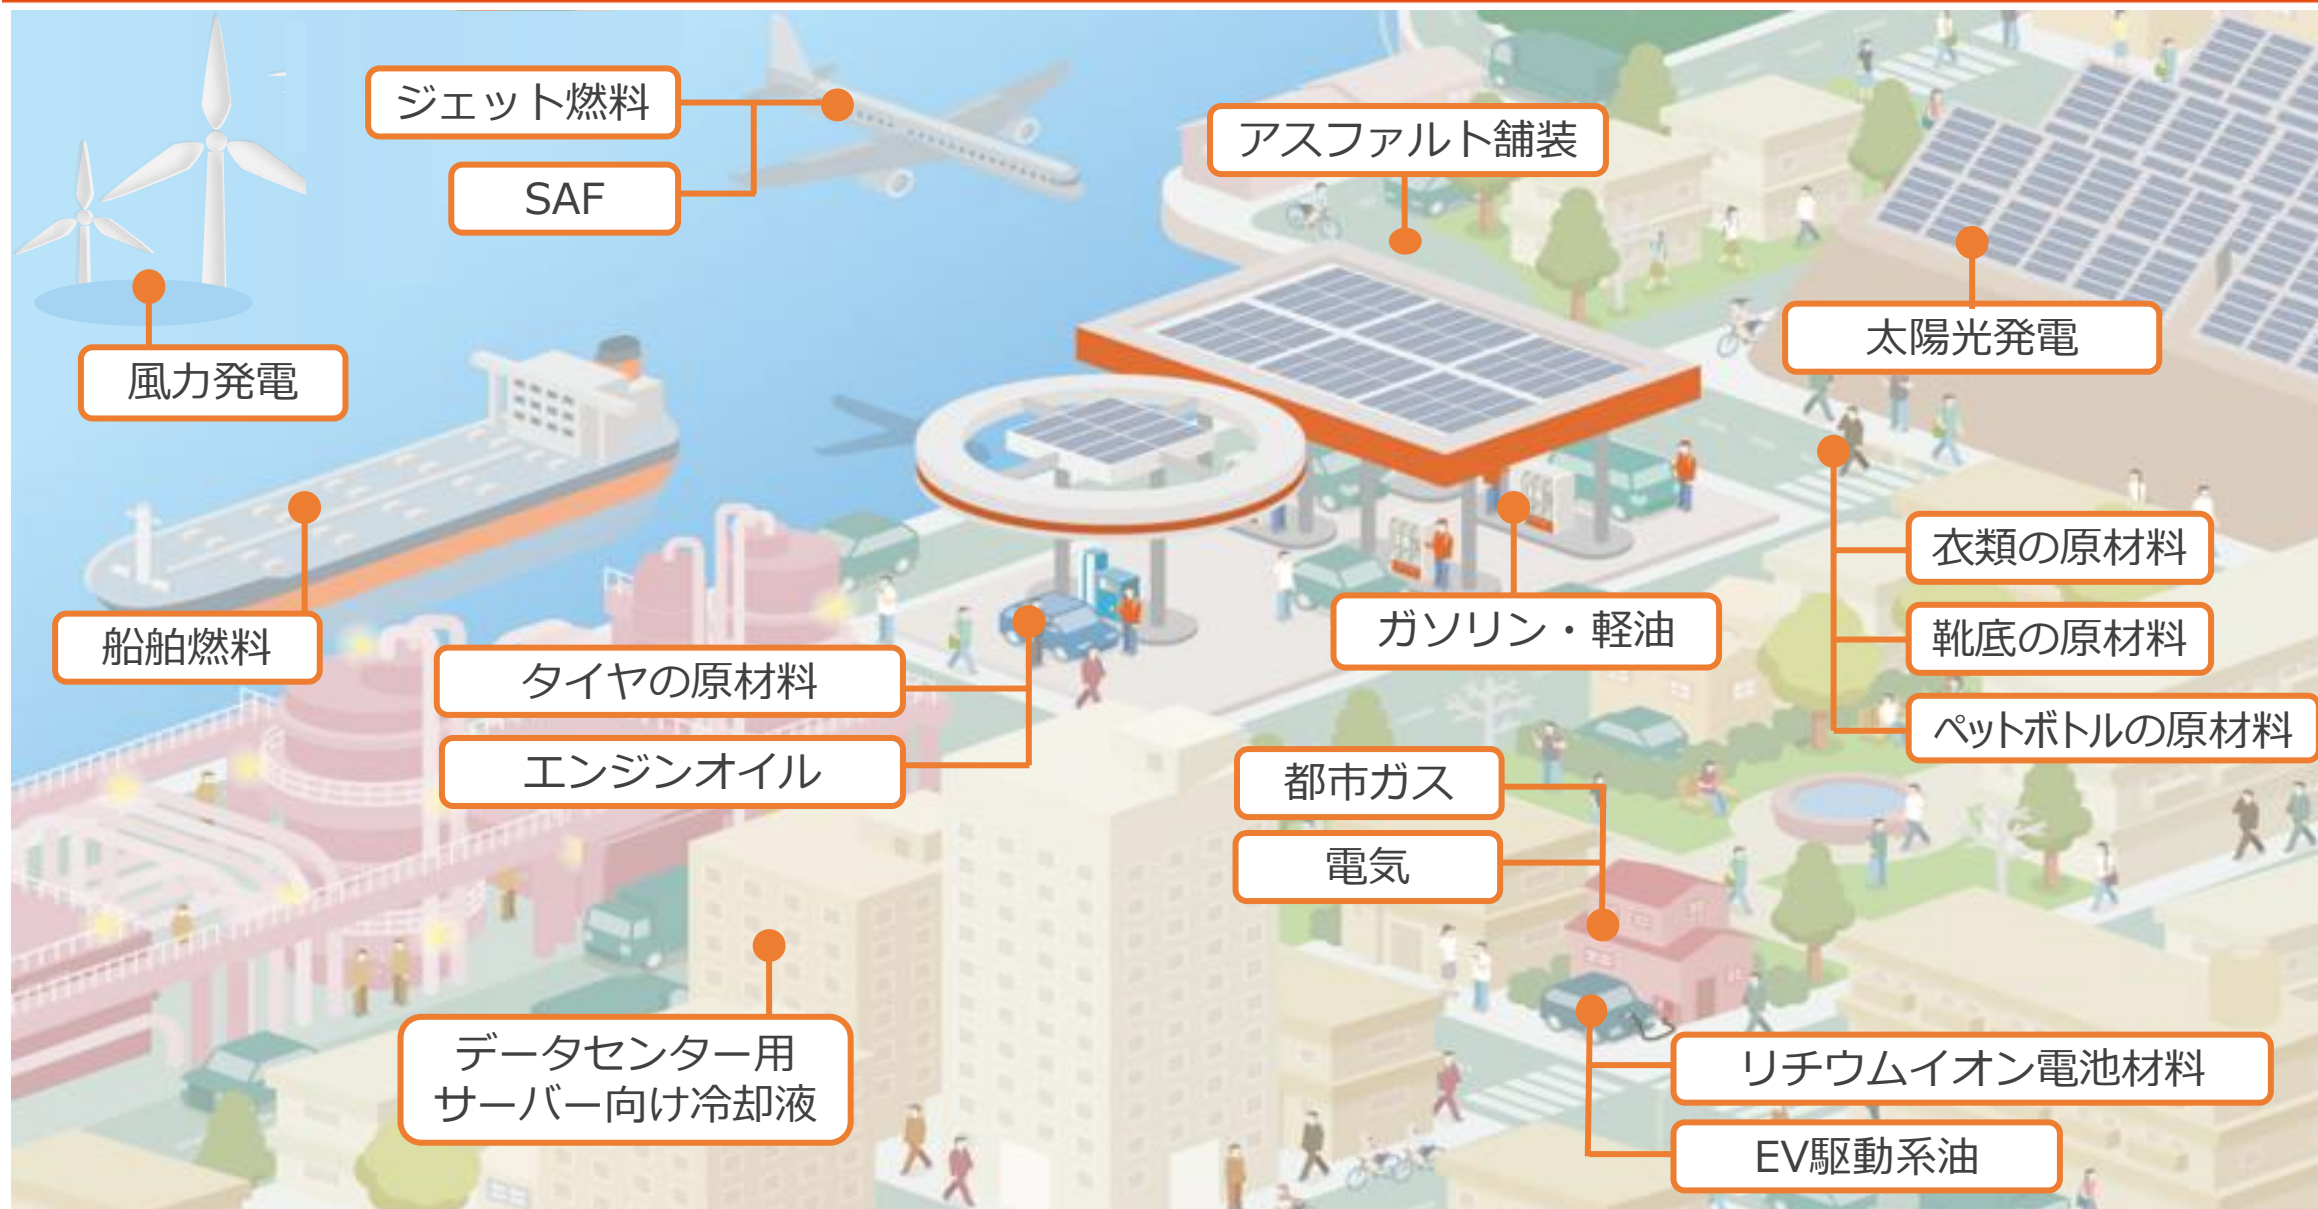 ジェット燃料
SAF
アスファルト舗装
風力発電
太陽光発電
船舶燃料
タイヤの原材料
エンジンオイル
ガソリン・軽油
衣類の原材料
靴底の原材料
ペットボトルの原材料
都市ガス
電気
データセンター用
サーバー向け冷却液
リチウムイオン電池材料
EV駆動系油